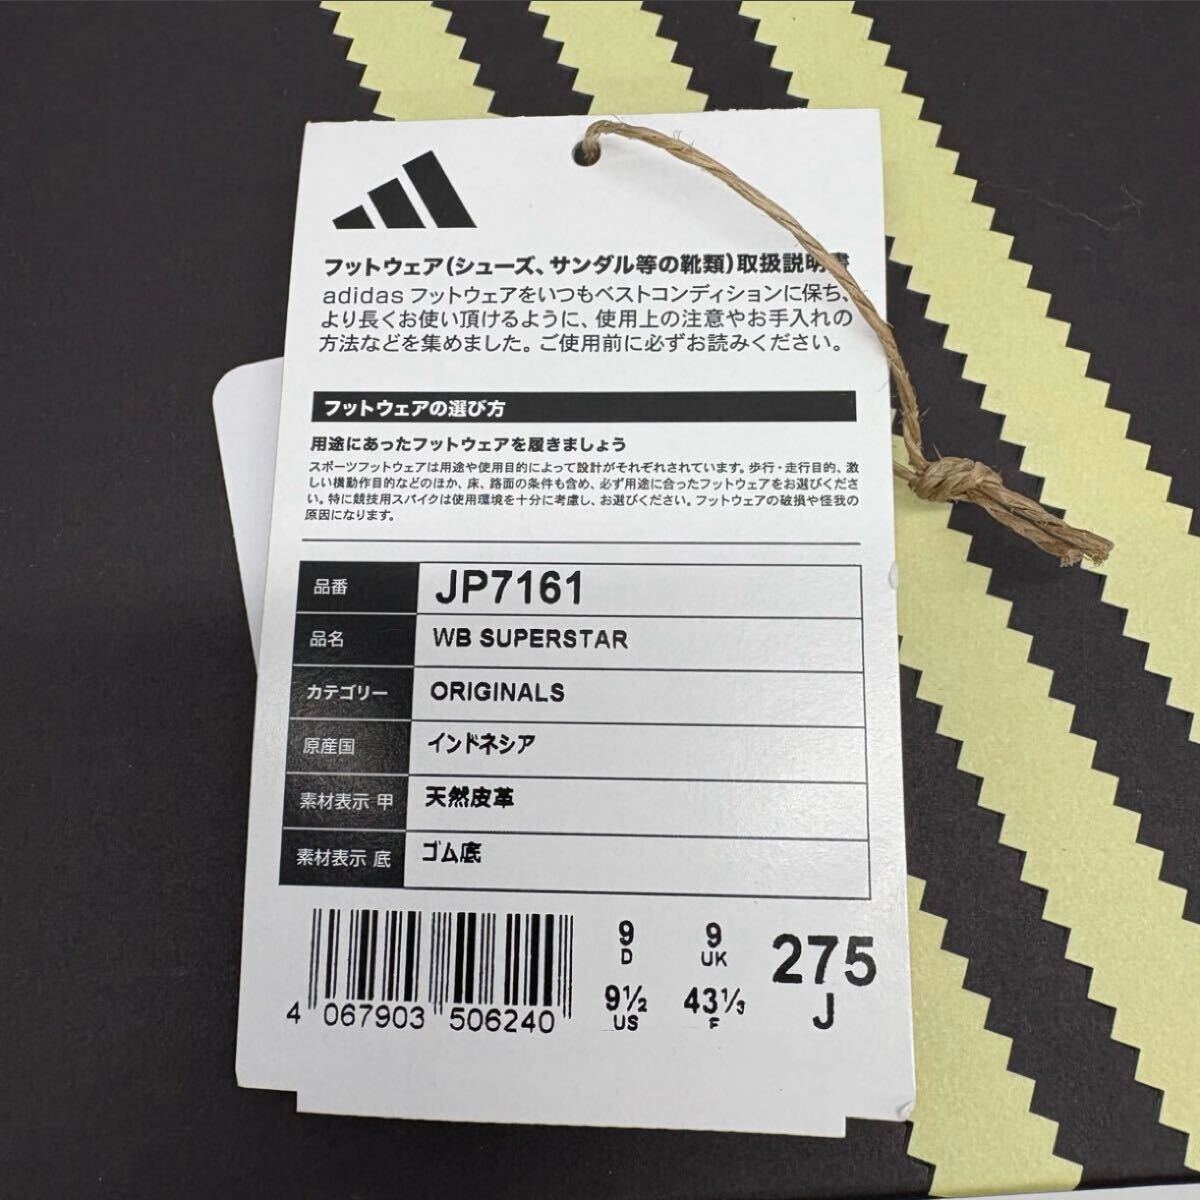 フットウェア(シューズ、サンダル等の靴類)取扱説明書
adidas フットウェアをいつもベストコンディションに保ち、
より長くお使い頂けるように、使用上の注意やお手入れの
方法などを集めました。ご使用前に必ずお読みください。
フットウェアの選び方
用途にあったフットウェアを履きましょう
スポーツフットウェアは用途や使用目的によって設計がそれぞれされています。歩行・走行目的、激
しい横動作目的などのほか、床、路面の条件も含め、必ず用途に合ったフットウェアをお選びくださ
い。特に競技用スパイクは使用環境を十分に考慮し、お選びください。フットウェアの破損や怪我の
原因になります。
品番 JP7161
品名 WB SUPERSTAR
カテゴリー ORIGINALS
原産国 インドネシア
素材表示 甲 天然皮革
素材表示 底 ゴム底
4 067903 506240
9 D
9 UK
9½ US
43⅓ F
275 J